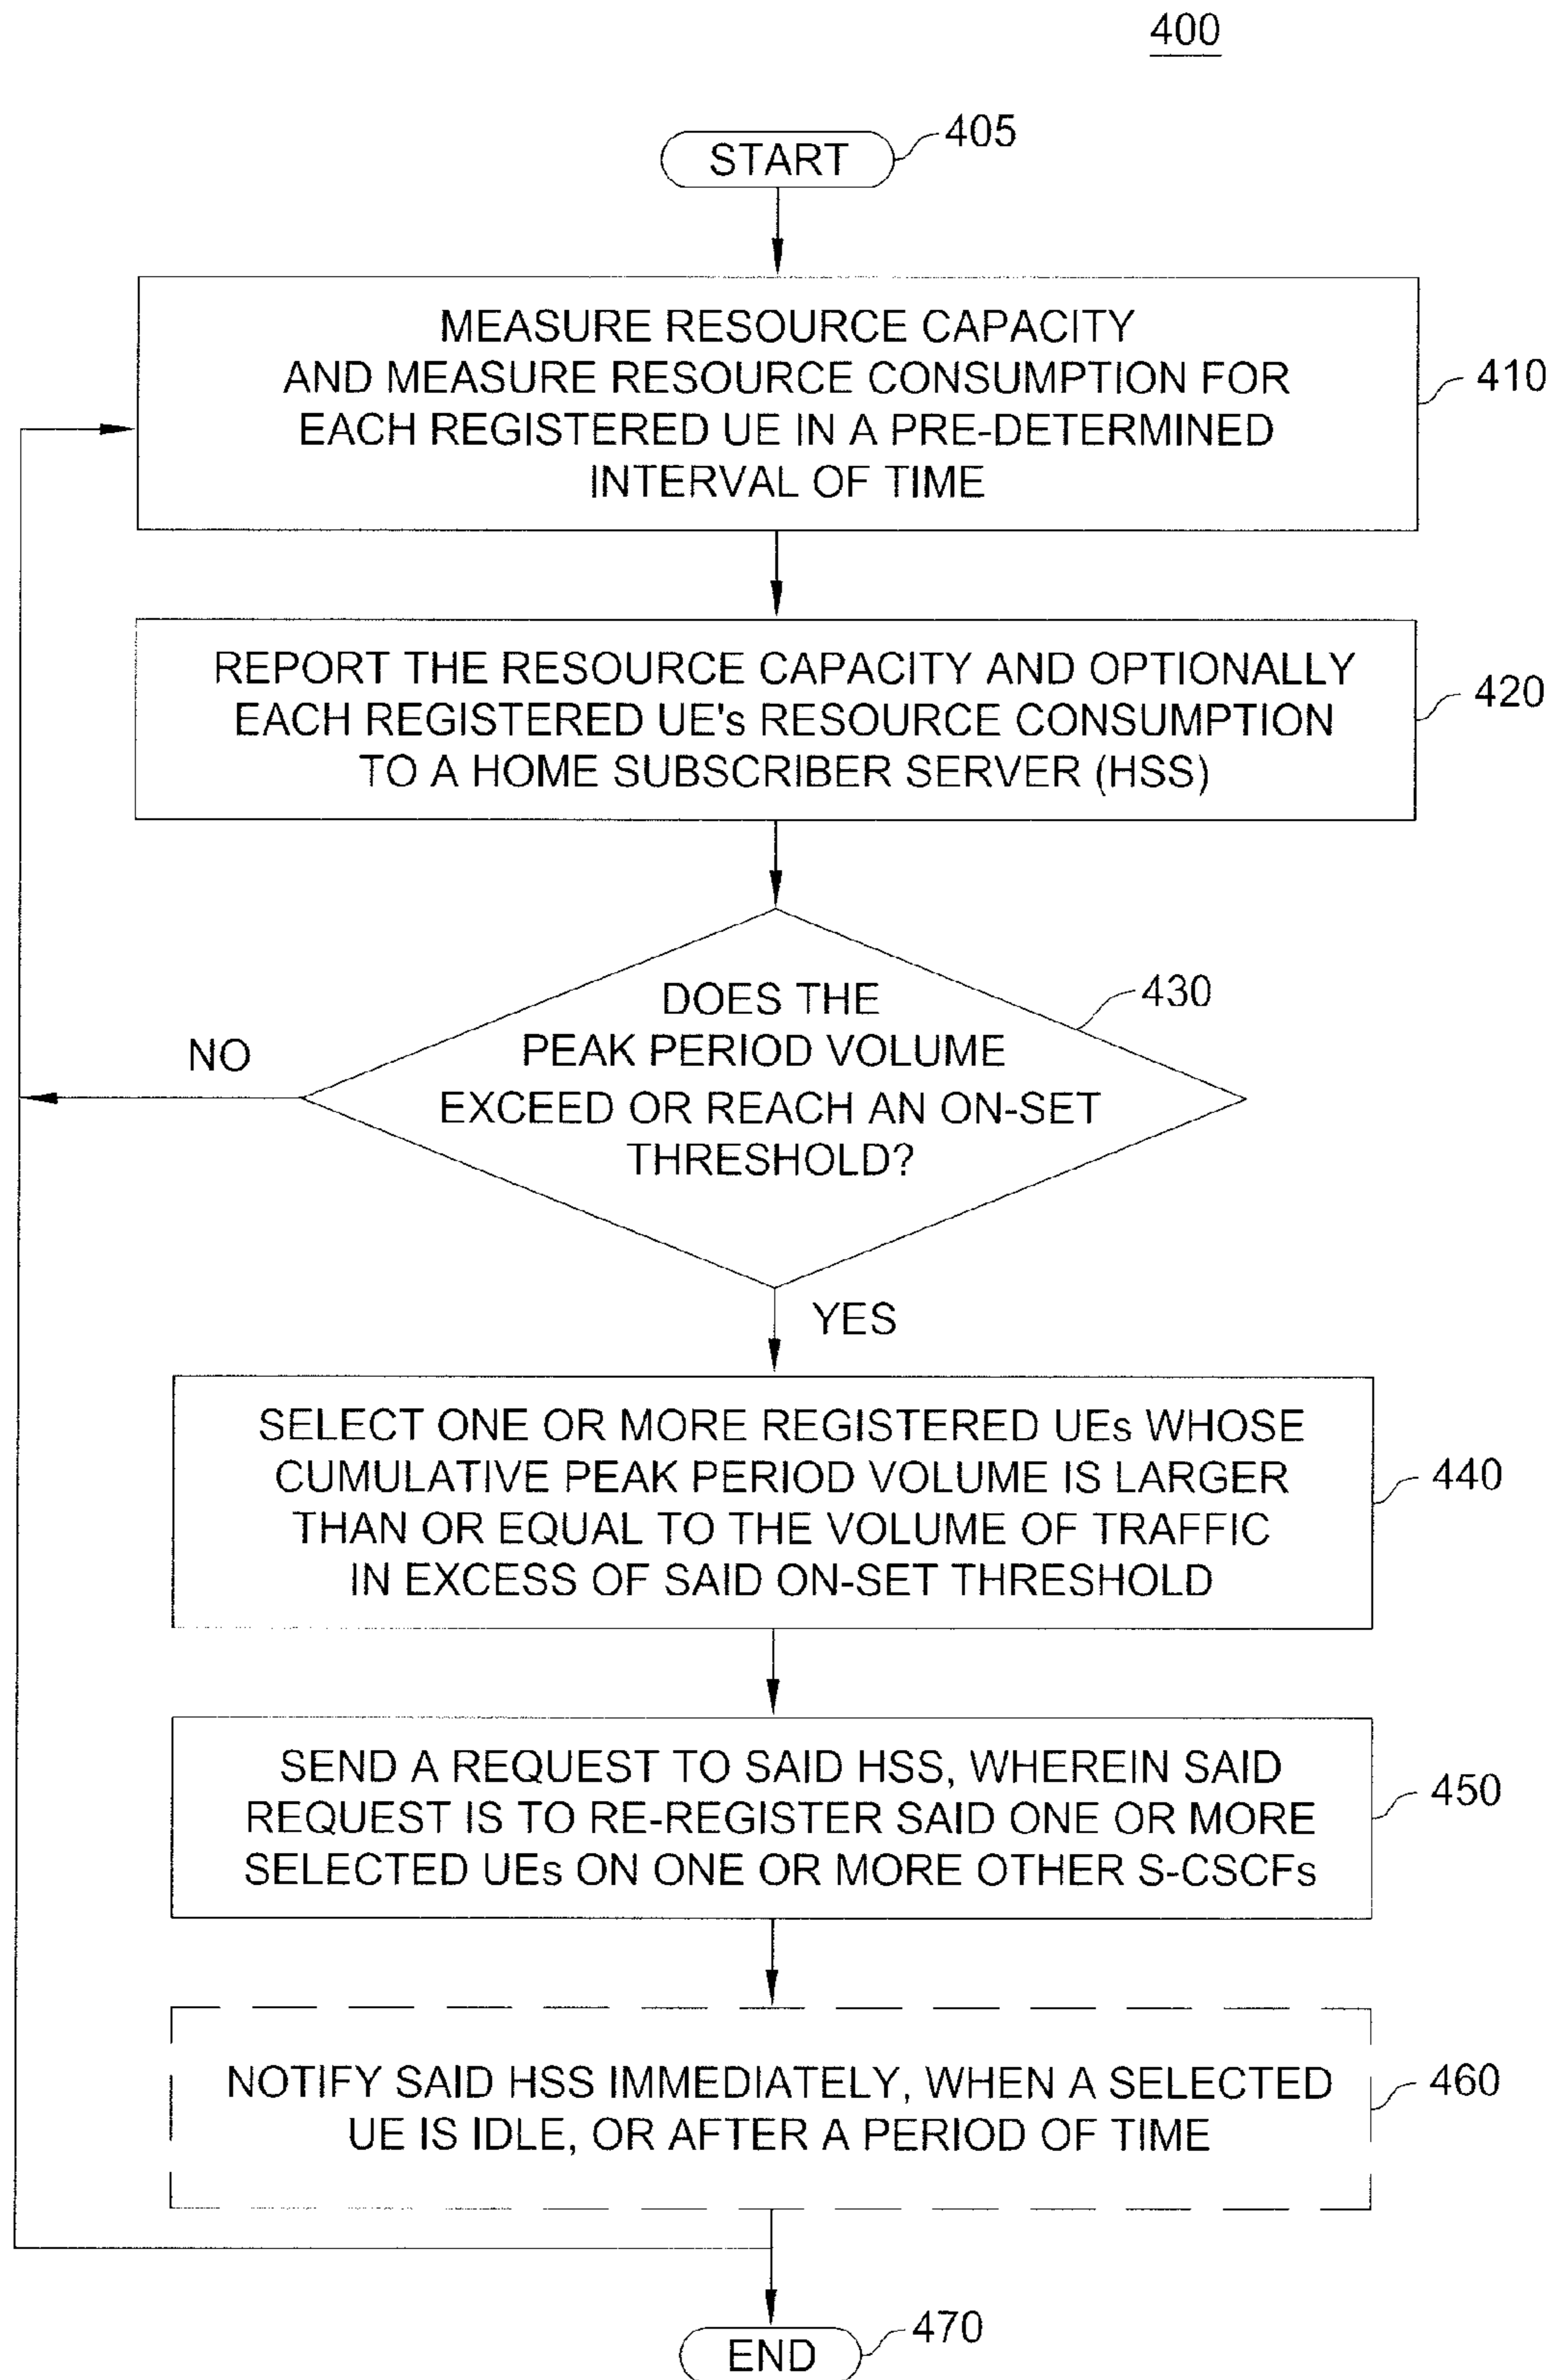 400
START
405
MEASURE RESOURCE CAPACITY
AND MEASURE RESOURCE CONSUMPTION FOR
EACH REGISTERED UE IN A PRE-DETERMINED
INTERVAL OF TIME
410
REPORT THE RESOURCE CAPACITY AND OPTIONALLY
EACH REGISTERED UE's RESOURCE CONSUMPTION
TO A HOME SUBSCRIBER SERVER (HSS)
420
DOES THE
PEAK PERIOD VOLUME
EXCEED OR REACH AN ON-SET
THRESHOLD?
430
NO
YES
SELECT ONE OR MORE REGISTERED UEs WHOSE
CUMULATIVE PEAK PERIOD VOLUME IS LARGER
THAN OR EQUAL TO THE VOLUME OF TRAFFIC
IN EXCESS OF SAID ON-SET THRESHOLD
440
SEND A REQUEST TO SAID HSS, WHEREIN SAID
REQUEST IS TO RE-REGISTER SAID ONE OR MORE
SELECTED UEs ON ONE OR MORE OTHER S-CSCFs
450
NOTIFY SAID HSS IMMEDIATELY, WHEN A SELECTED
UE IS IDLE, OR AFTER A PERIOD OF TIME
460
END
470